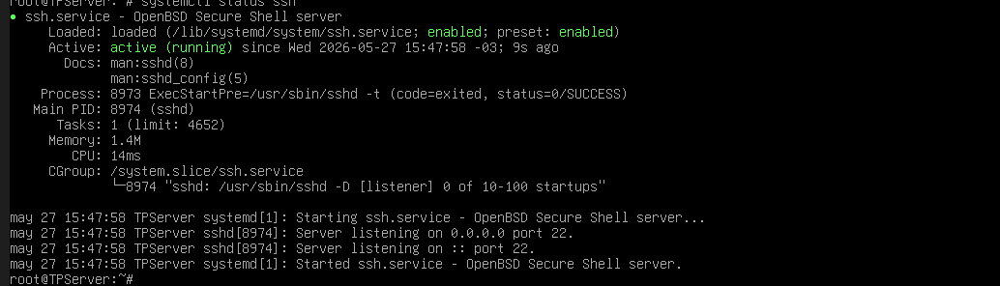 root@TPServer:~# systemctl status ssh
● ssh.service - OpenBSD Secure Shell server
     Loaded: loaded (/lib/systemd/system/ssh.service; enabled; preset: enabled)
     Active: active (running) since Wed 2026-05-27 15:47:58 -03; 9s ago
       Docs: man:sshd(8)
             man:sshd_config(5)
    Process: 8973 ExecStartPre=/usr/sbin/sshd -t (code=exited, status=0/SUCCESS)
   Main PID: 8974 (sshd)
      Tasks: 1 (limit: 4652)
     Memory: 1.4M
        CPU: 14ms
     CGroup: /system.slice/ssh.service
             └─8974 "sshd: /usr/sbin/sshd -D [listener] 0 of 10-100 startups"
may 27 15:47:58 TPServer systemd[1]: Starting ssh.service - OpenBSD Secure Shell server...
may 27 15:47:58 TPServer sshd[8974]: Server listening on 0.0.0.0 port 22.
may 27 15:47:58 TPServer sshd[8974]: Server listening on :: port 22.
may 27 15:47:58 TPServer systemd[1]: Started ssh.service - OpenBSD Secure Shell server.
root@TPServer:~#